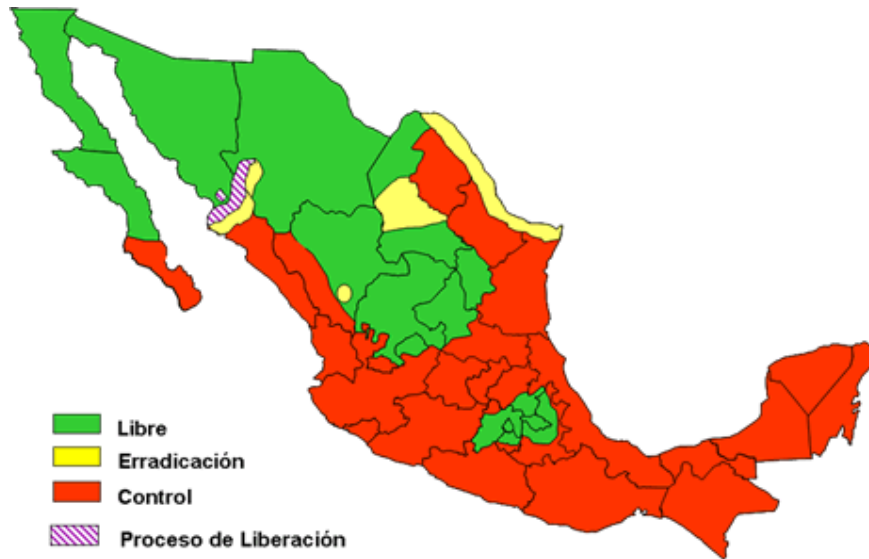 Libre
Erradicación
Control
Proceso de Liberación